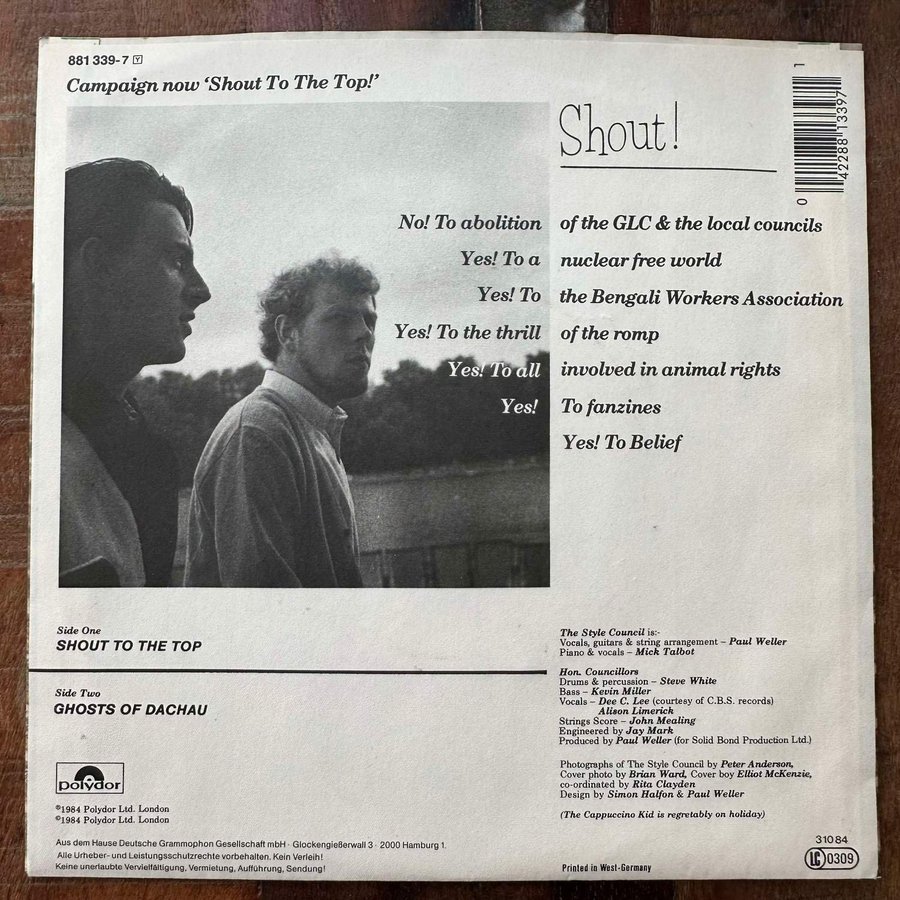 881 339-7 Y
Campaign now ‘Shout To The Top!’
Shout!
1
42288 13397
0
No! To abolition of the GLC & the local councils
Yes! To a nuclear free world
Yes! To the Bengali Workers Association
Yes! To the thrill of the romp
Yes! To all involved in animal rights
Yes! To fanzines
Yes! To Belief
Side One
SHOUT TO THE TOP
Side Two
GHOSTS OF DACHAU
polydor
℗1984 Polydor Ltd. London
©1984 Polydor Ltd. London
Aus dem Hause Deutsche Grammophon Gesellschaft mbH · Glockengießerwall 3 · 2000 Hamburg 1.
Alle Urheber- und Leistungsschutzrechte vorbehalten. Kein Verleih!
Keine unerlaubte Vervielfältigung, Vermietung, Aufführung, Sendung!
The Style Council is:-
Vocals, guitars & string arrangement – Paul Weller
Piano & vocals – Mick Talbot
Hon. Councillors
Drums & percussion – Steve White
Bass – Kevin Miller
Vocals – Dee C. Lee (courtesy of C.B.S. records)
Alison Limerick
Strings Score – John Mealing
Engineered by Jay Mark
Produced by Paul Weller (for Solid Bond Production Ltd.)
Photographs of The Style Council by Peter Anderson,
Cover photo by Brian Ward, Cover boy Elliot McKenzie,
co-ordinated by Rita Clayden
Design by Simon Halfon & Paul Weller
(The Cappuccino Kid is regretably on holiday)
Printed in West-Germany
31084
LC 0309